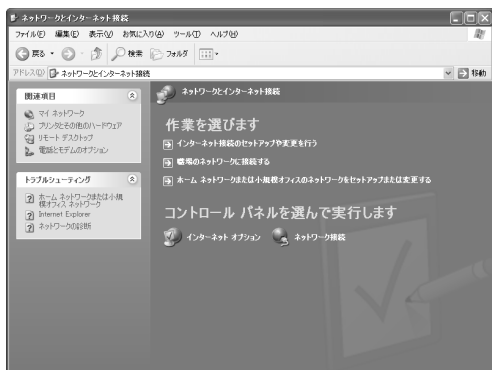 ネットワークとインターネット接続
ファイル(F) 編集(E) 表示(V) お気に入り(A) ツール(T) ヘルプ(H)
戻る 検索 フォルダ
アドレス(D) ネットワークとインターネット接続 移動
関連項目
マイ ネットワーク
プリンタとその他のハードウェア
リモート デスクトップ
電話とモデムのオプション
トラブルシューティング
ホーム ネットワークまたは小規
模オフィス ネットワーク
Internet Explorer
ネットワークの診断
ネットワークとインターネット接続
作業を選びます
インターネット接続のセットアップや変更を行う
職場のネットワークに接続する
ホーム ネットワークまたは小規模オフィスのネットワークをセットアップまたは変更する
コントロール パネルを選んで実行します
インターネット オプション ネットワーク接続